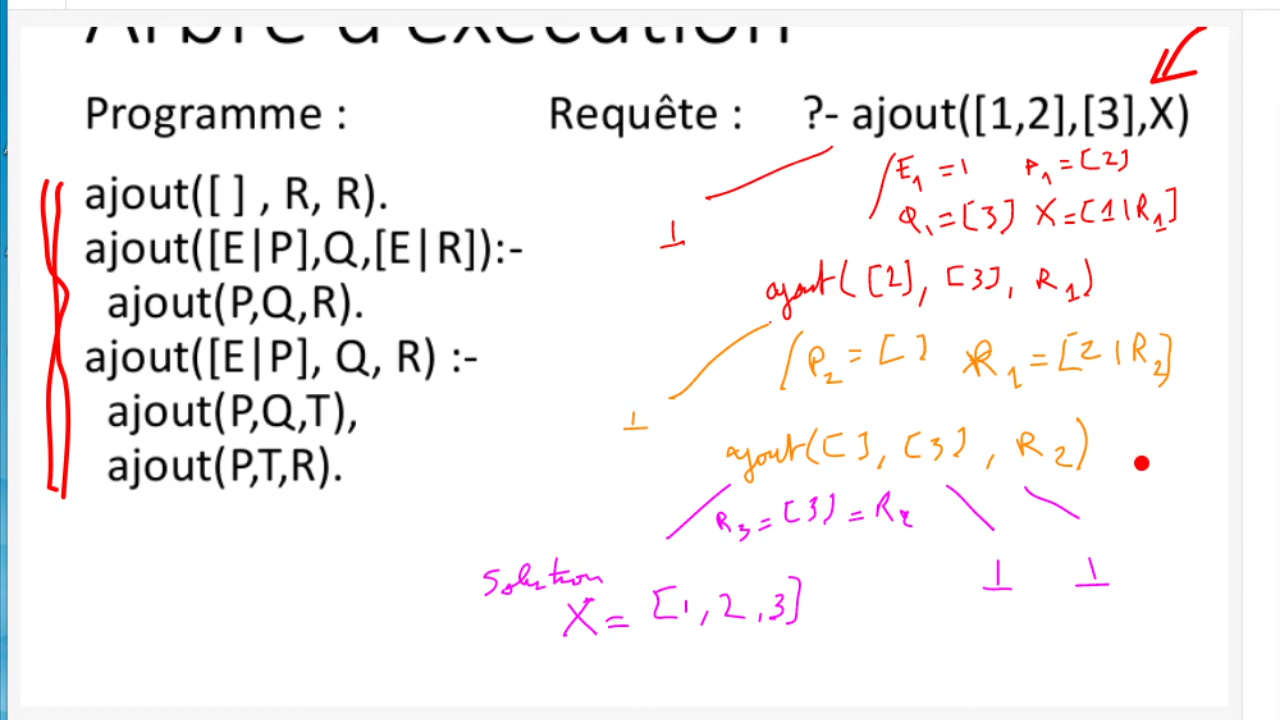 Arbre d'exécution
Programme :
Requête : ?- ajout([1,2],[3],X)
ajout([ ] , R, R).
ajout([E|P],Q,[E|R]):-
ajout(P,Q,R).
ajout([E|P], Q, R) :-
ajout(P,Q,T),
ajout(P,T,R).
E₁ = 1 P₁ = [2]
Q₁ = [3] X = [1|R₁]
⊥
ajout([2], [3], R₁)
P₂ = [] R₁ = [2|R₂]
⊥
ajout([], [3], R₂)
R₃ = [3] = R₂
⊥ ⊥
Solution
X = [1, 2, 3]